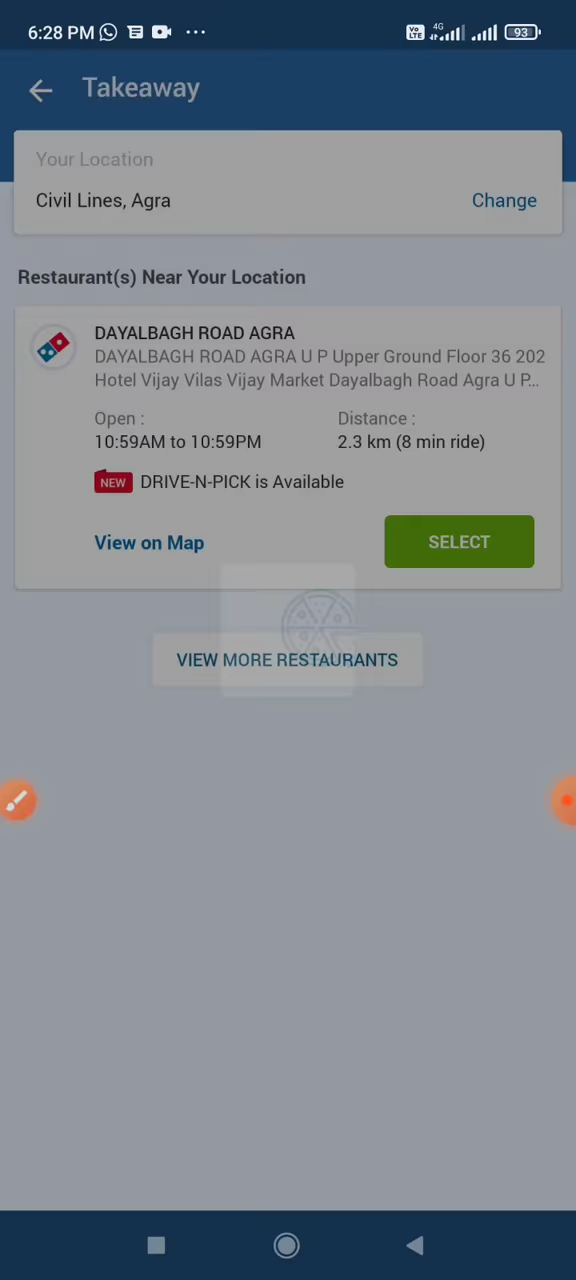 6:28 PM
Vo LTE 4G 93
Takeaway
Your Location
Civil Lines, Agra
Change
Restaurant(s) Near Your Location
DAYALBAGH ROAD AGRA
DAYALBAGH ROAD AGRA U P Upper Ground Floor 36 202
Hotel Vijay Vilas Vijay Market Dayalbagh Road Agra U P...
Open :
Distance :
10:59AM to 10:59PM
2.3 km (8 min ride)
NEW DRIVE-N-PICK is Available
View on Map
SELECT
VIEW MORE RESTAURANTS